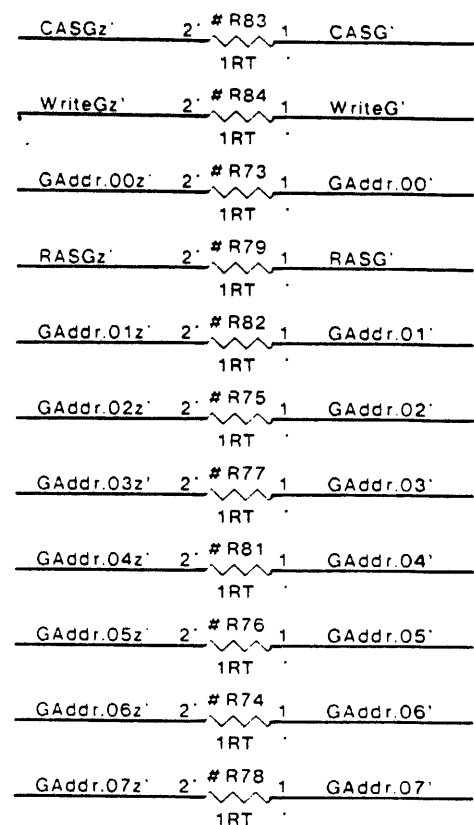 CASGz' 2' # R83 1 CASG'
1RT
WriteGz' 2' # R84 1 WriteG'
1RT
GAddr.00z' 2' # R73 1 GAddr.00'
1RT
RASGz' 2' # R79 1 RASG'
1RT
GAddr.01z' 2' # R82 1 GAddr.01'
1RT
GAddr.02z' 2' # R75 1 GAddr.02'
1RT
GAddr.03z' 2' # R77 1 GAddr.03'
1RT
GAddr.04z' 2' # R81 1 GAddr.04'
1RT
GAddr.05z' 2' # R76 1 GAddr.05'
1RT
GAddr.06z' 2' # R74 1 GAddr.06'
1RT
GAddr.07z' 2' # R78 1 GAddr.07'
1RT